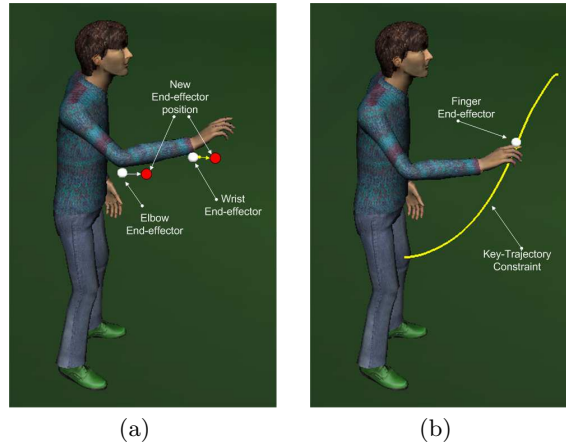 New
End-effector
position
Elbow
End-effector
Wrist
End-effector
(a)
Finger
End-effector
Key-Trajectory
Constraint
(b)